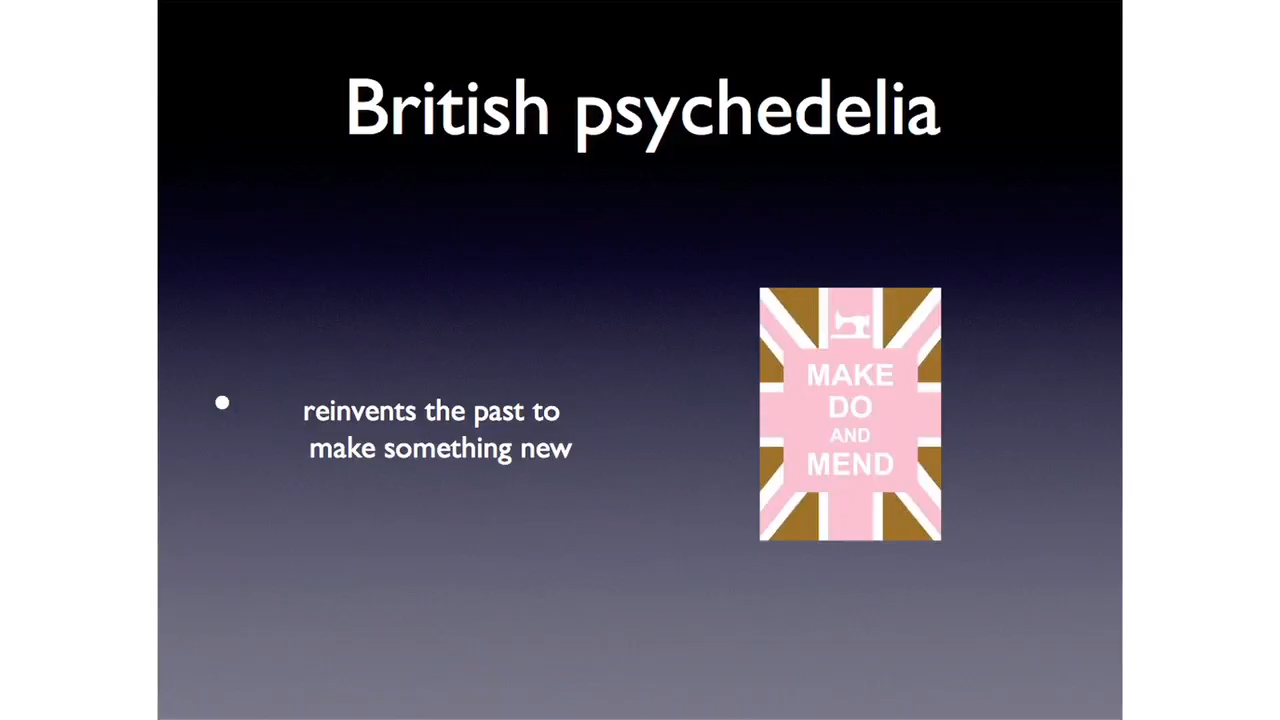 British psychedelia
• reinvents the past to
make something new
MAKE
DO
AND
MEND